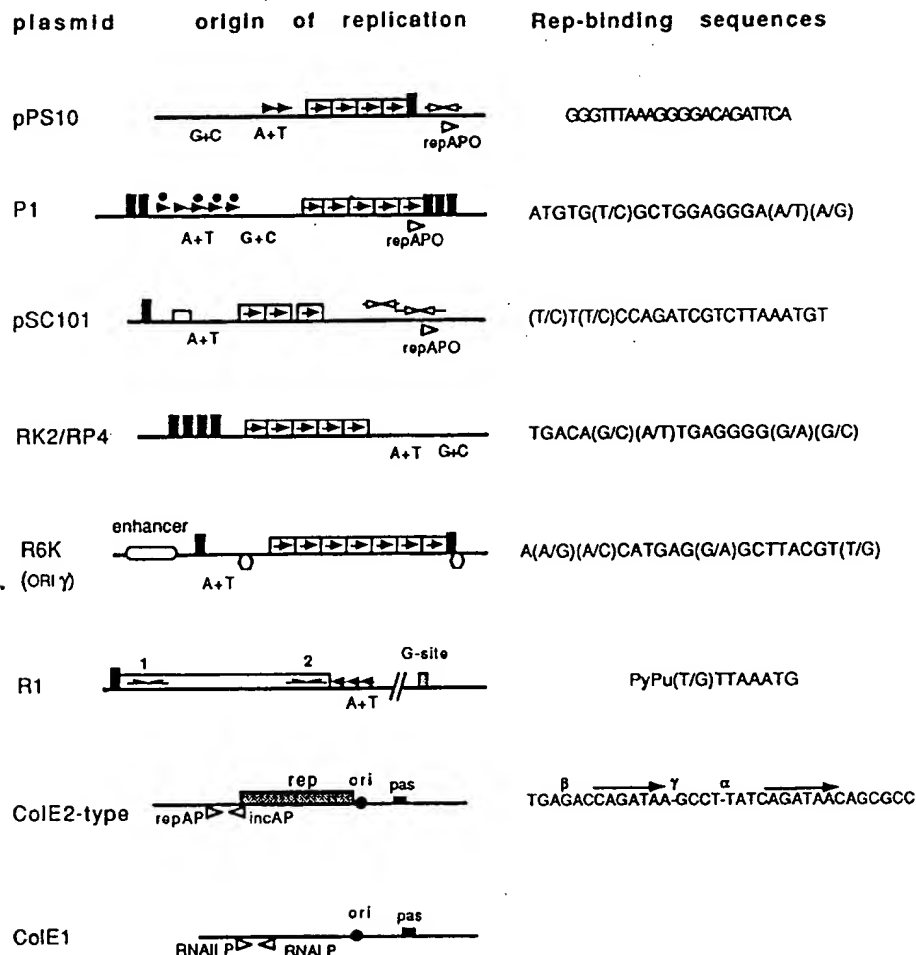 plasmid origin of replication Rep-binding sequences
pPS10 GGGTTTAAAGGGGACAGATTCA
G+C A+T repAPO
P1 ATGTG(T/C)GCTGGAGGGA(A/T)(A/G)
A+T G+C repAPO
pSC101 (T/C)T(T/C)CCAGATCGTCTTAAATGT
A+T repAPO
RK2/RP4 TGACA(G/C)(A/T)TGAGGGG(G/A)(G/C)
A+T G+C
enhancer
R6K A(A/G)(A/C)CATGAG(G/A)GCTTACGT(T/G)
(ORI γ) A+T
1 2 G-site
R1 PyPu(T/G)TTAAATG
A+T
rep ori pas β γ α
ColE2-type TGAGACCAGATAA-GCCT-TATCAGATAACAGCGCC
repAP incAP
ori pas
ColE1
RNAII P RNAI P